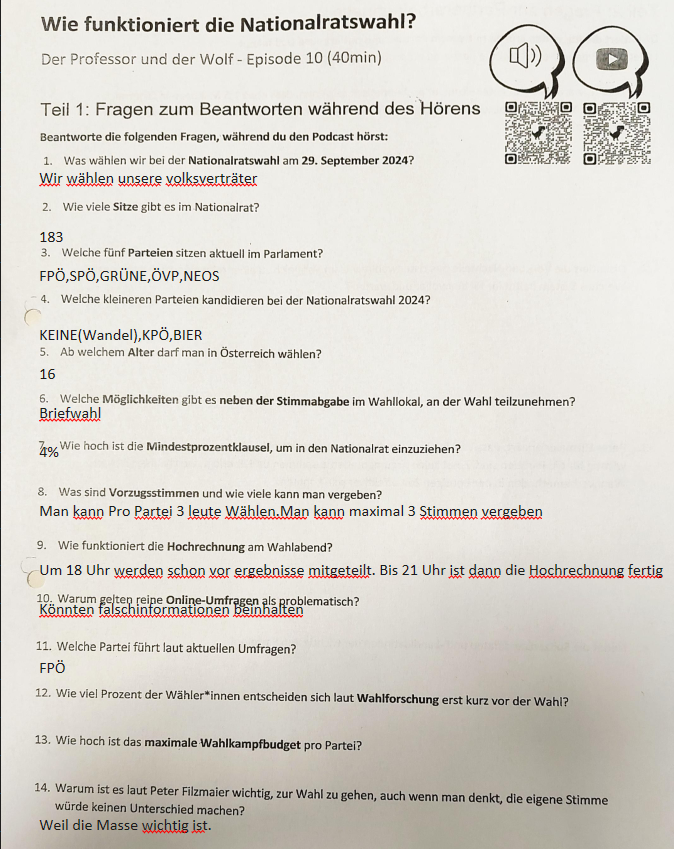 Wie funktioniert die Nationalratswahl?
Der Professor und der Wolf - Episode 10 (40min)
Teil 1: Fragen zum Beantworten während des Hörens
Beantworte die folgenden Fragen, während du den Podcast hörst:
1. Was wählen wir bei der Nationalratswahl am 29. September 2024?
Wir wählen unsere volksverträter
2. Wie viele Sitze gibt es im Nationalrat?
183
3. Welche fünf Parteien sitzen aktuell im Parlament?
FPÖ,SPÖ,GRÜNE,ÖVP,NEOS
4. Welche kleineren Parteien kandidieren bei der Nationalratswahl 2024?
KEINE(Wandel),KPÖ,BIER
5. Ab welchem Alter darf man in Österreich wählen?
16
6. Welche Möglichkeiten gibt es neben der Stimmabgabe im Wahllokal, an der Wahl teilzunehmen?
Briefwahl
7. Wie hoch ist die Mindestprozentklausel, um in den Nationalrat einzuziehen?
4%
8. Was sind Vorzugsstimmen und wie viele kann man vergeben?
Man kann Pro Partei 3 leute Wählen.Man kann maximal 3 Stimmen vergeben
9. Wie funktioniert die Hochrechnung am Wahlabend?
Um 18 Uhr werden schon vor ergebnisse mitgeteilt. Bis 21 Uhr ist dann die Hochrechnung fertig
10. Warum gelten reine Online-Umfragen als problematisch?
Könnten falschinformationen beinhalten
11. Welche Partei führt laut aktuellen Umfragen?
FPÖ
12. Wie viel Prozent der Wähler*innen entscheiden sich laut Wahlforschung erst kurz vor der Wahl?
13. Wie hoch ist das maximale Wahlkampfbudget pro Partei?
14. Warum ist es laut Peter Filzmaier wichtig, zur Wahl zu gehen, auch wenn man denkt, die eigene Stimme
würde keinen Unterschied machen?
Weil die Masse wichtig ist.